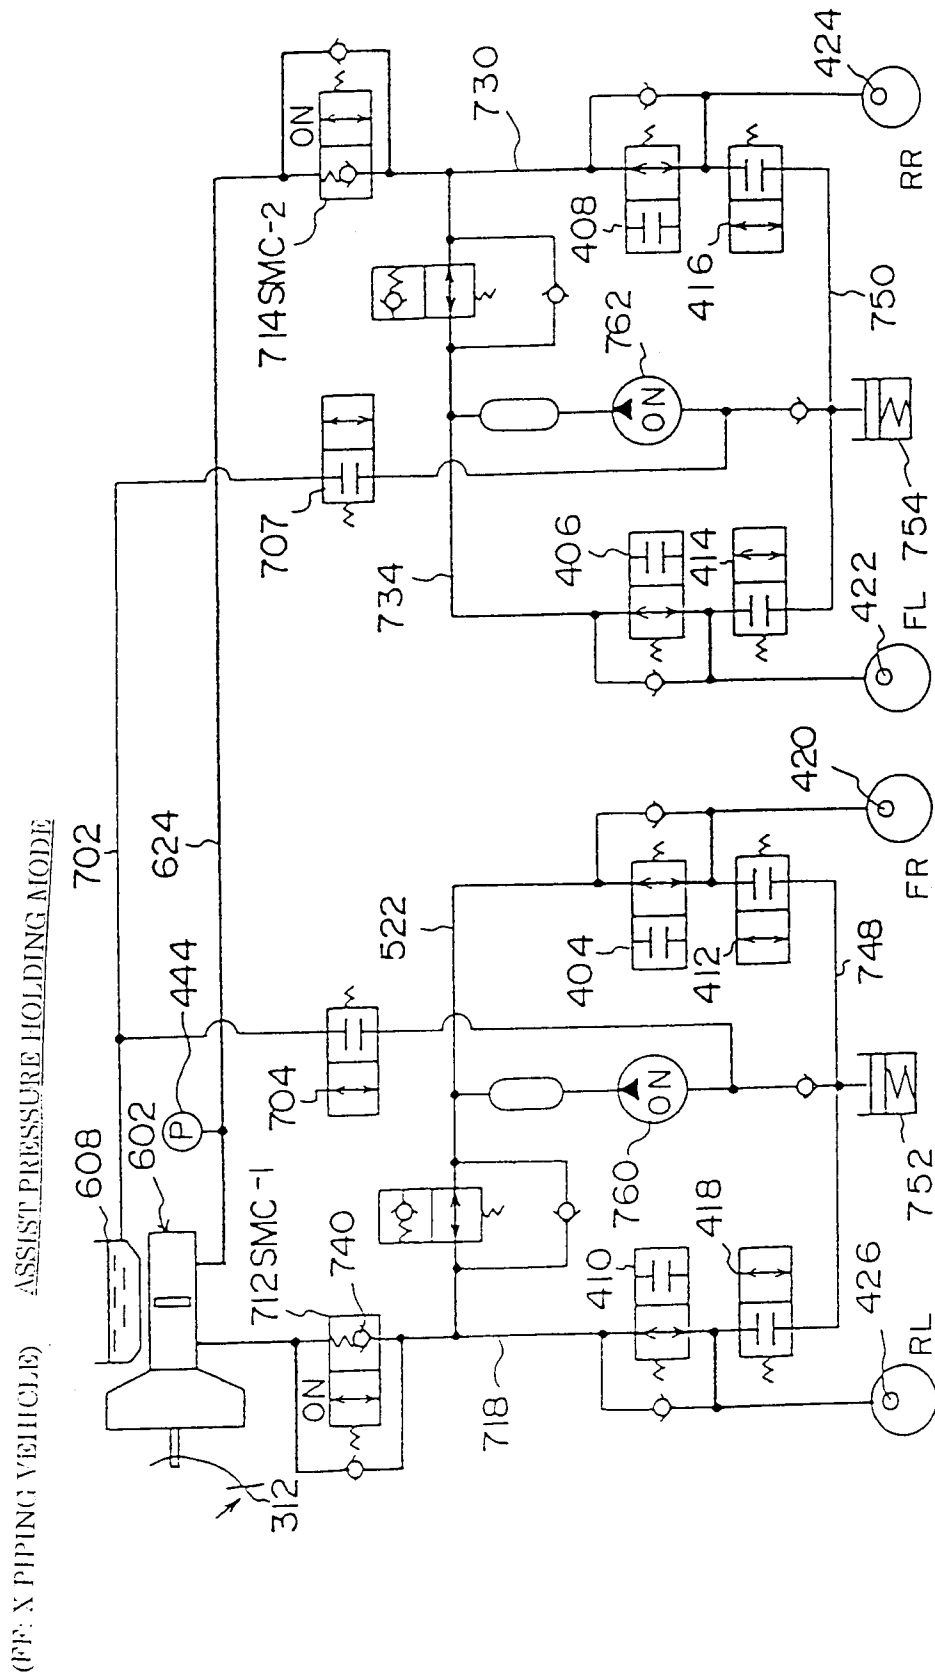 (FF: X PIPING VEHICLE) ASSIST PRESSURE HOLDING MODE
608
702
602
444
624
312
712SMC-1
ON
740
704
707
714SMC-2
ON
718
522
734
730
760
ON
762
ON
410
418
404
412
406
414
408
416
426
RL
752
748
420
FR
422
FL
754
750
424
RR
P